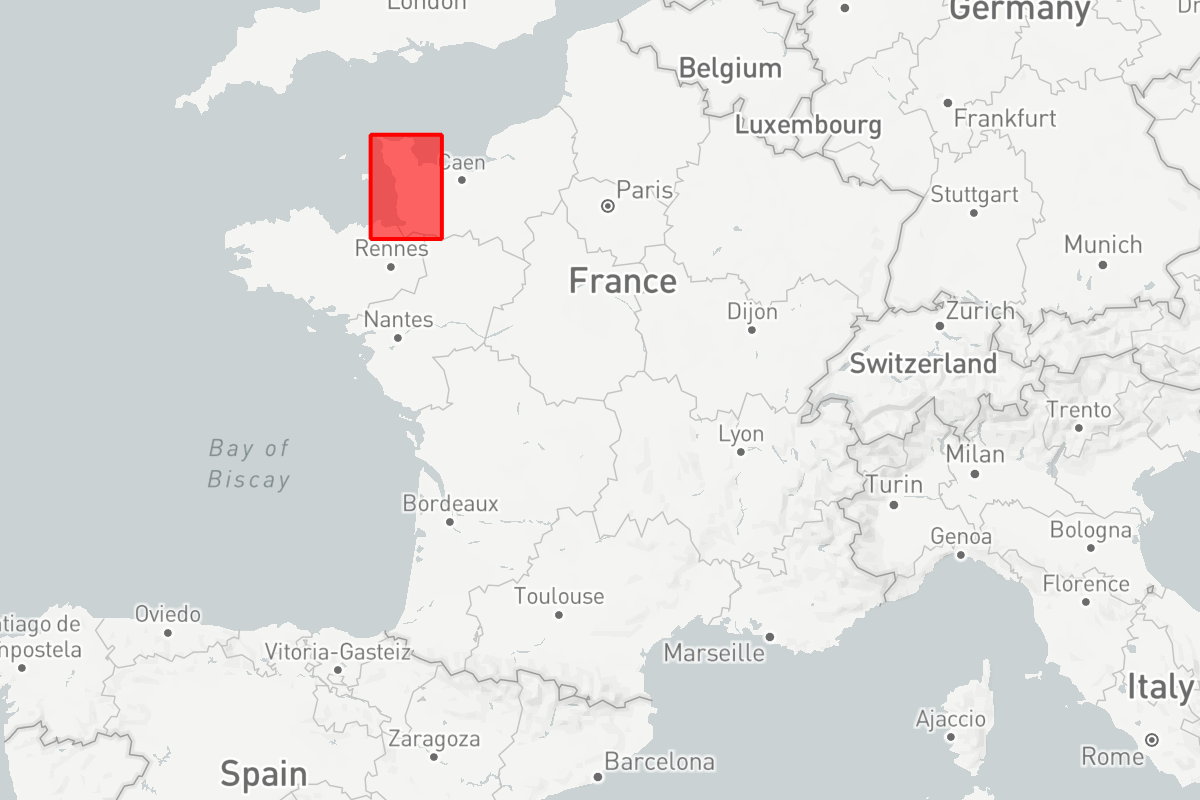 London
Germany
Dr
Belgium
Luxembourg
Frankfurt
Caen
Paris
Stuttgart
Rennes
Munich
France
Nantes
Dijon
Zurich
Switzerland
Trento
Bay of
Biscay
Lyon
Milan
Turin
Bordeaux
Genoa
Bologna
Florence
Toulouse
Oviedo
tiago de
mpostela
Vitoria-Gasteiz
Marseille
Italy
Ajaccio
Zaragoza
Rome
Barcelona
Spain